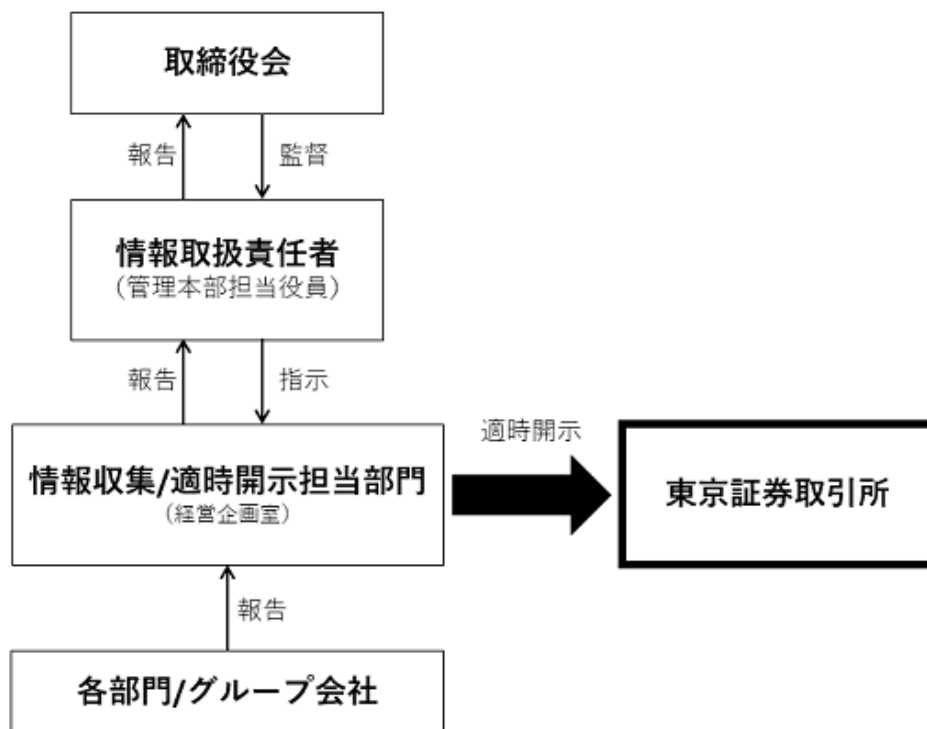 取締役会
報告
監督
情報取扱責任者
(管理本部担当役員)
報告
指示
適時開示
情報収集/適時開示担当部門
(経営企画室)
東京証券取引所
報告
各部門/グループ会社